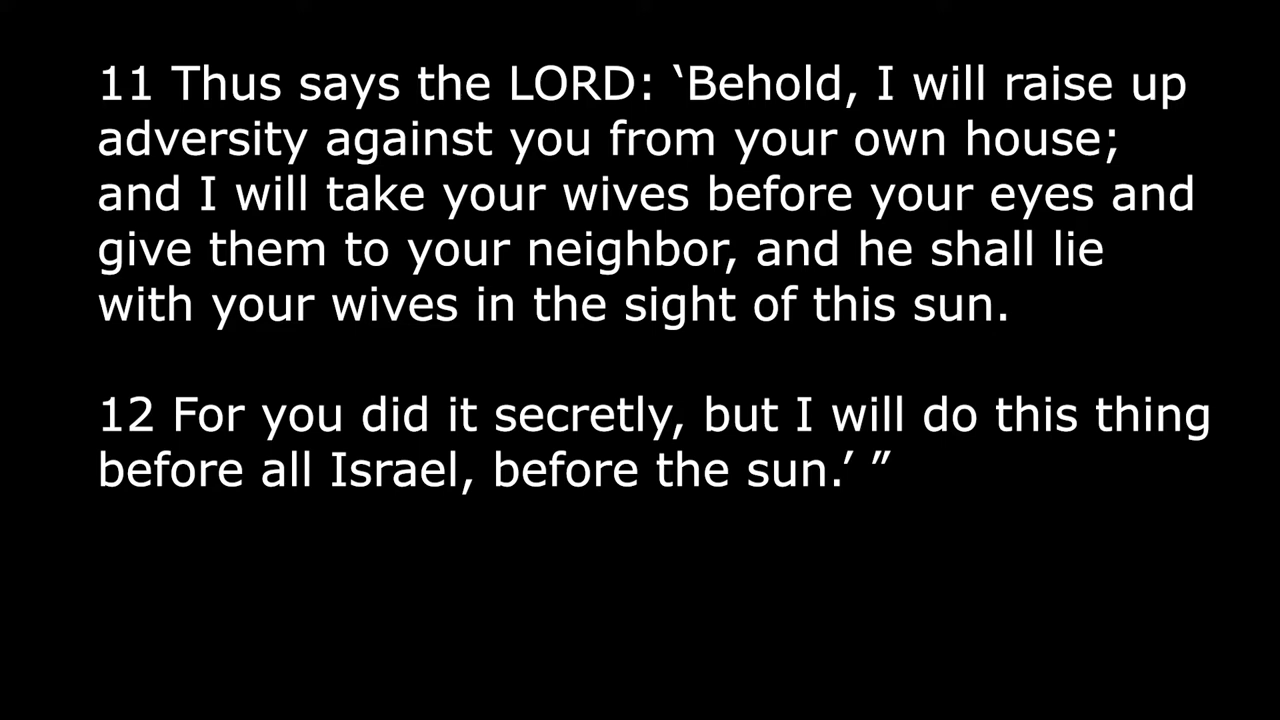 11 Thus says the LORD: ‘Behold, I will raise up
adversity against you from your own house;
and I will take your wives before your eyes and
give them to your neighbor, and he shall lie
with your wives in the sight of this sun.
12 For you did it secretly, but I will do this thing
before all Israel, before the sun.’ ”